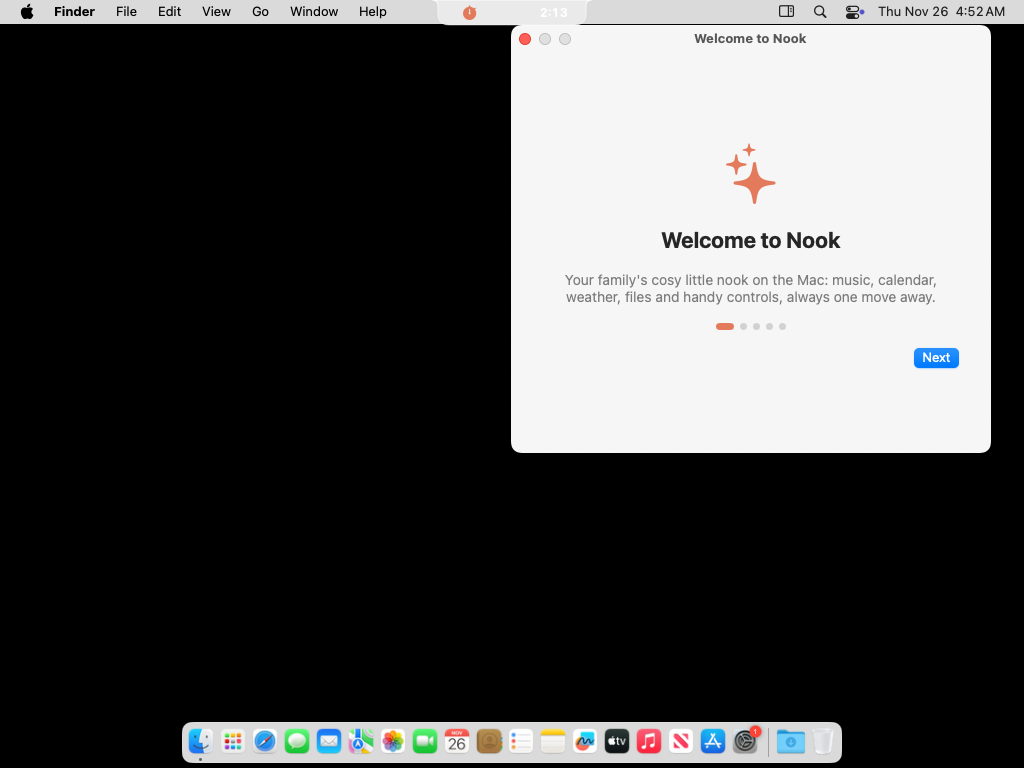 Finder File Edit View Go Window Help 2:13 Thu Nov 26 4:52 AM
Welcome to Nook
Welcome to Nook
Your family's cosy little nook on the Mac: music, calendar,
weather, files and handy controls, always one move away.
Next
NOV
26
tv
1